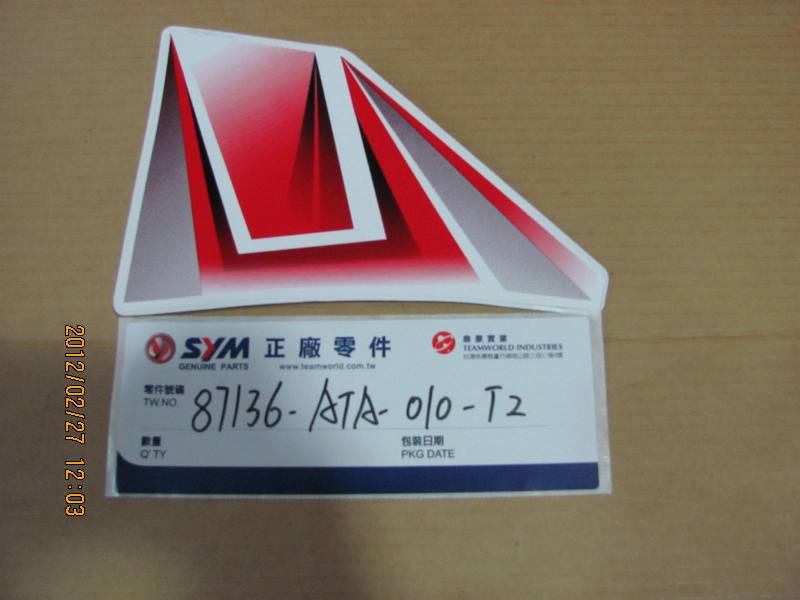 SYM 正廠零件
GENUINE PARTS www.teamworld.com.tw
鼎豪實業
TEAMWORLD INDUSTRIES
零件號碼
TW.NO. 87136-ATA-010-T2
數量 包裝日期
Q'TY PKG DATE
2012/02/27 12:03